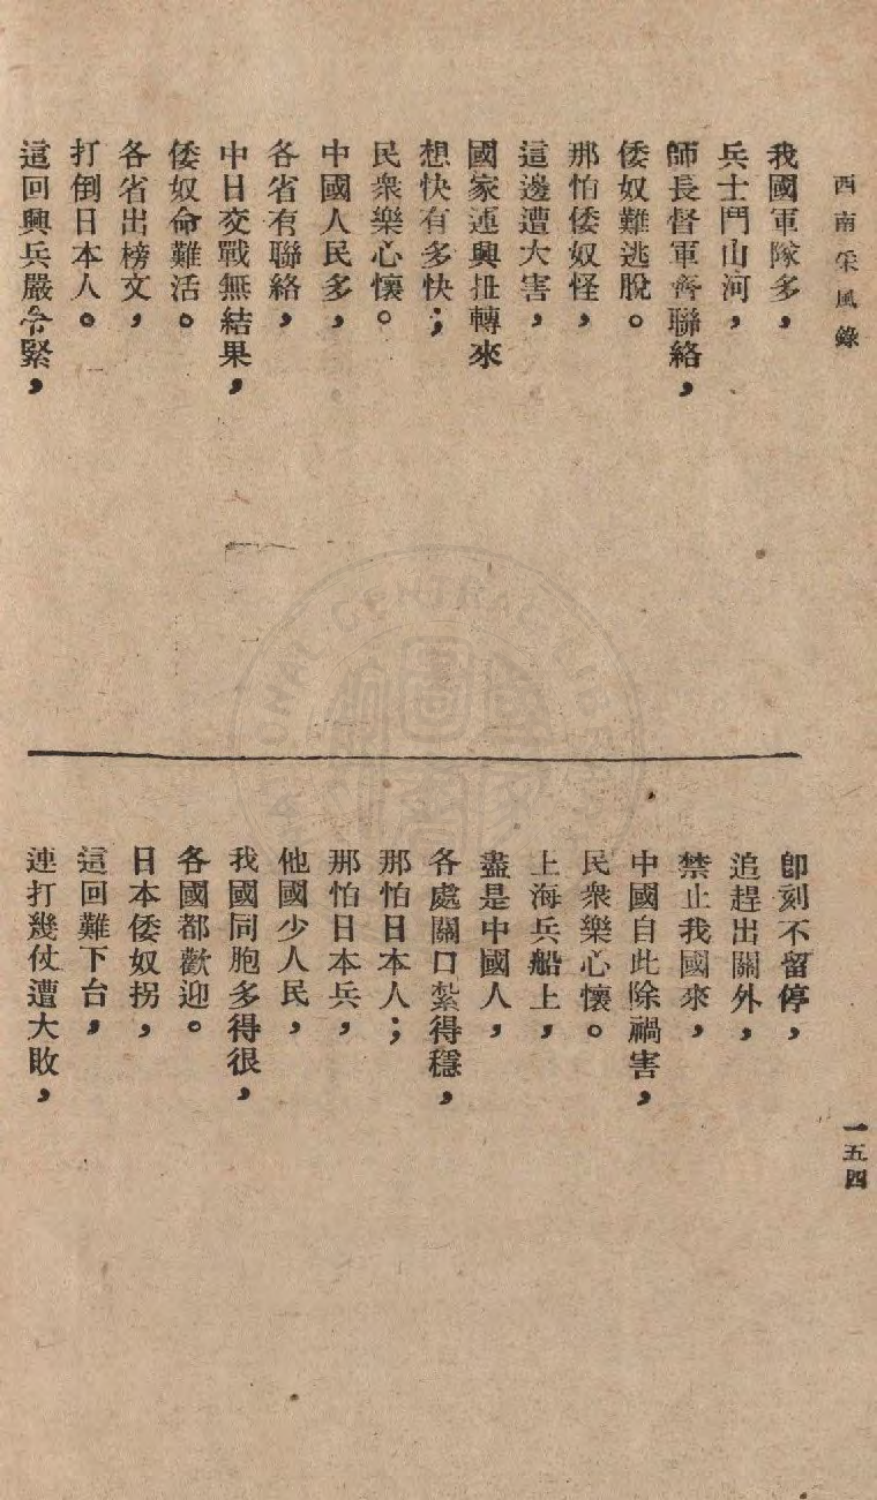 西南采風錄
我國軍隊多，
兵士鬥山河，
師長督軍齊聯絡，
倭奴難逃脫。
那怕倭奴怪，
這邊遭大害，
國家連興扭轉來
想快有多快；
民衆樂心懷。
中國人民多，
各省有聯絡，
中日交戰無結果，
倭奴命難活。
各省出榜文，
打倒日本人。
這回興兵嚴令緊，
即刻不留停，
追趕出關外，
禁止我國來，
中國自此除禍害，
民衆樂心懷。
上海兵船上，
盡是中國人，
各處關口紮得穩，
那怕日本人；
那怕日本兵，
他國少人民，
我國同胞多得很，
各國都歡迎。
日本倭奴拐，
這回難下台，
連打幾仗遭大敗，
一五四